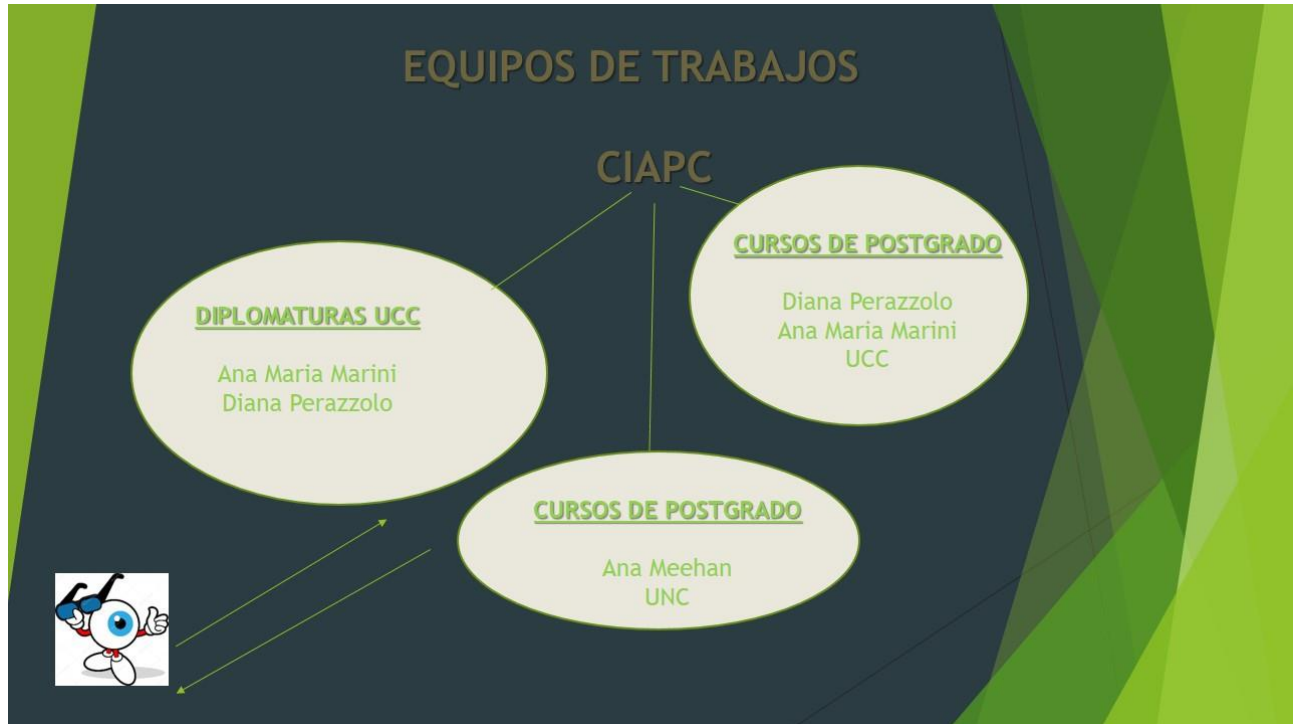 EQUIPOS DE TRABAJOS
CIAPC
DIPLOMATURAS UCC
Ana Maria Marini
Diana Perazzolo
CURSOS DE POSTGRADO
Diana Perazzolo
Ana Maria Marini
UCC
CURSOS DE POSTGRADO
Ana Meehan
UNC